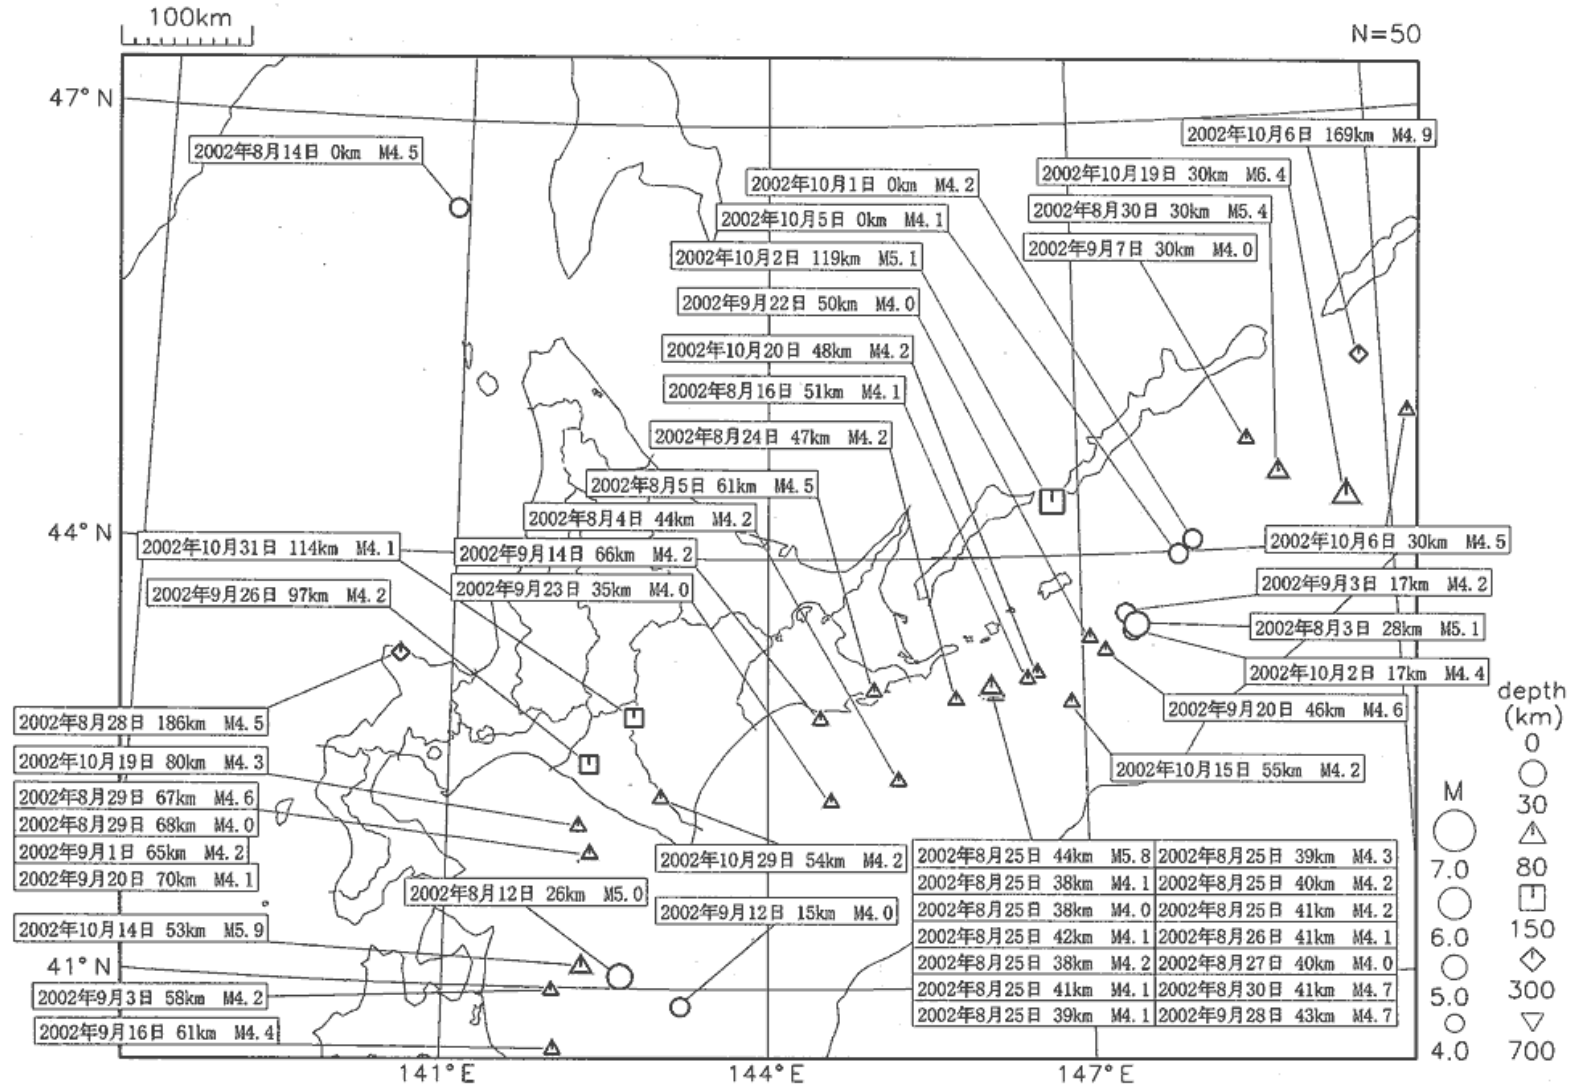 100km
N=50
47°N
2002年10月6日 169km M4.9
2002年8月14日 0km M4.5
2002年10月19日 30km M6.4
2002年10月1日 0km M4.2
2002年8月30日 30km M5.4
2002年10月5日 0km M4.1
2002年9月7日 30km M4.0
2002年10月2日 119km M5.1
2002年9月22日 50km M4.0
2002年10月20日 48km M4.2
2002年8月16日 51km M4.1
2002年8月24日 47km M4.2
2002年8月5日 61km M4.5
2002年8月4日 44km M4.2
44°N
2002年10月31日 114km M4.1
2002年9月14日 66km M4.2
2002年10月6日 30km M4.5
2002年9月26日 97km M4.2
2002年9月23日 35km M4.0
2002年9月3日 17km M4.2
2002年8月3日 28km M5.1
2002年10月2日 17km M4.4
2002年9月20日 46km M4.6
2002年8月28日 186km M4.5
2002年10月19日 80km M4.3
2002年10月15日 55km M4.2
2002年8月29日 67km M4.6
2002年8月29日 68km M4.0
2002年9月1日 65km M4.2
2002年9月20日 70km M4.1
2002年10月29日 54km M4.2
2002年8月12日 26km M5.0
2002年9月12日 15km M4.0
2002年10月14日 53km M5.9
41°N
2002年9月3日 58km M4.2
2002年9月16日 61km M4.4
2002年8月25日 44km M5.8 2002年8月25日 39km M4.3
2002年8月25日 38km M4.1 2002年8月25日 40km M4.2
2002年8月25日 38km M4.0 2002年8月25日 41km M4.2
2002年8月25日 42km M4.1 2002年8月26日 41km M4.1
2002年8月25日 38km M4.2 2002年8月27日 40km M4.0
2002年8月25日 41km M4.1 2002年8月30日 41km M4.7
2002年8月25日 39km M4.1 2002年9月28日 43km M4.7
141°E
144°E
147°E
M
7.0
6.0
5.0
4.0
depth
(km)
0
30
80
150
300
700